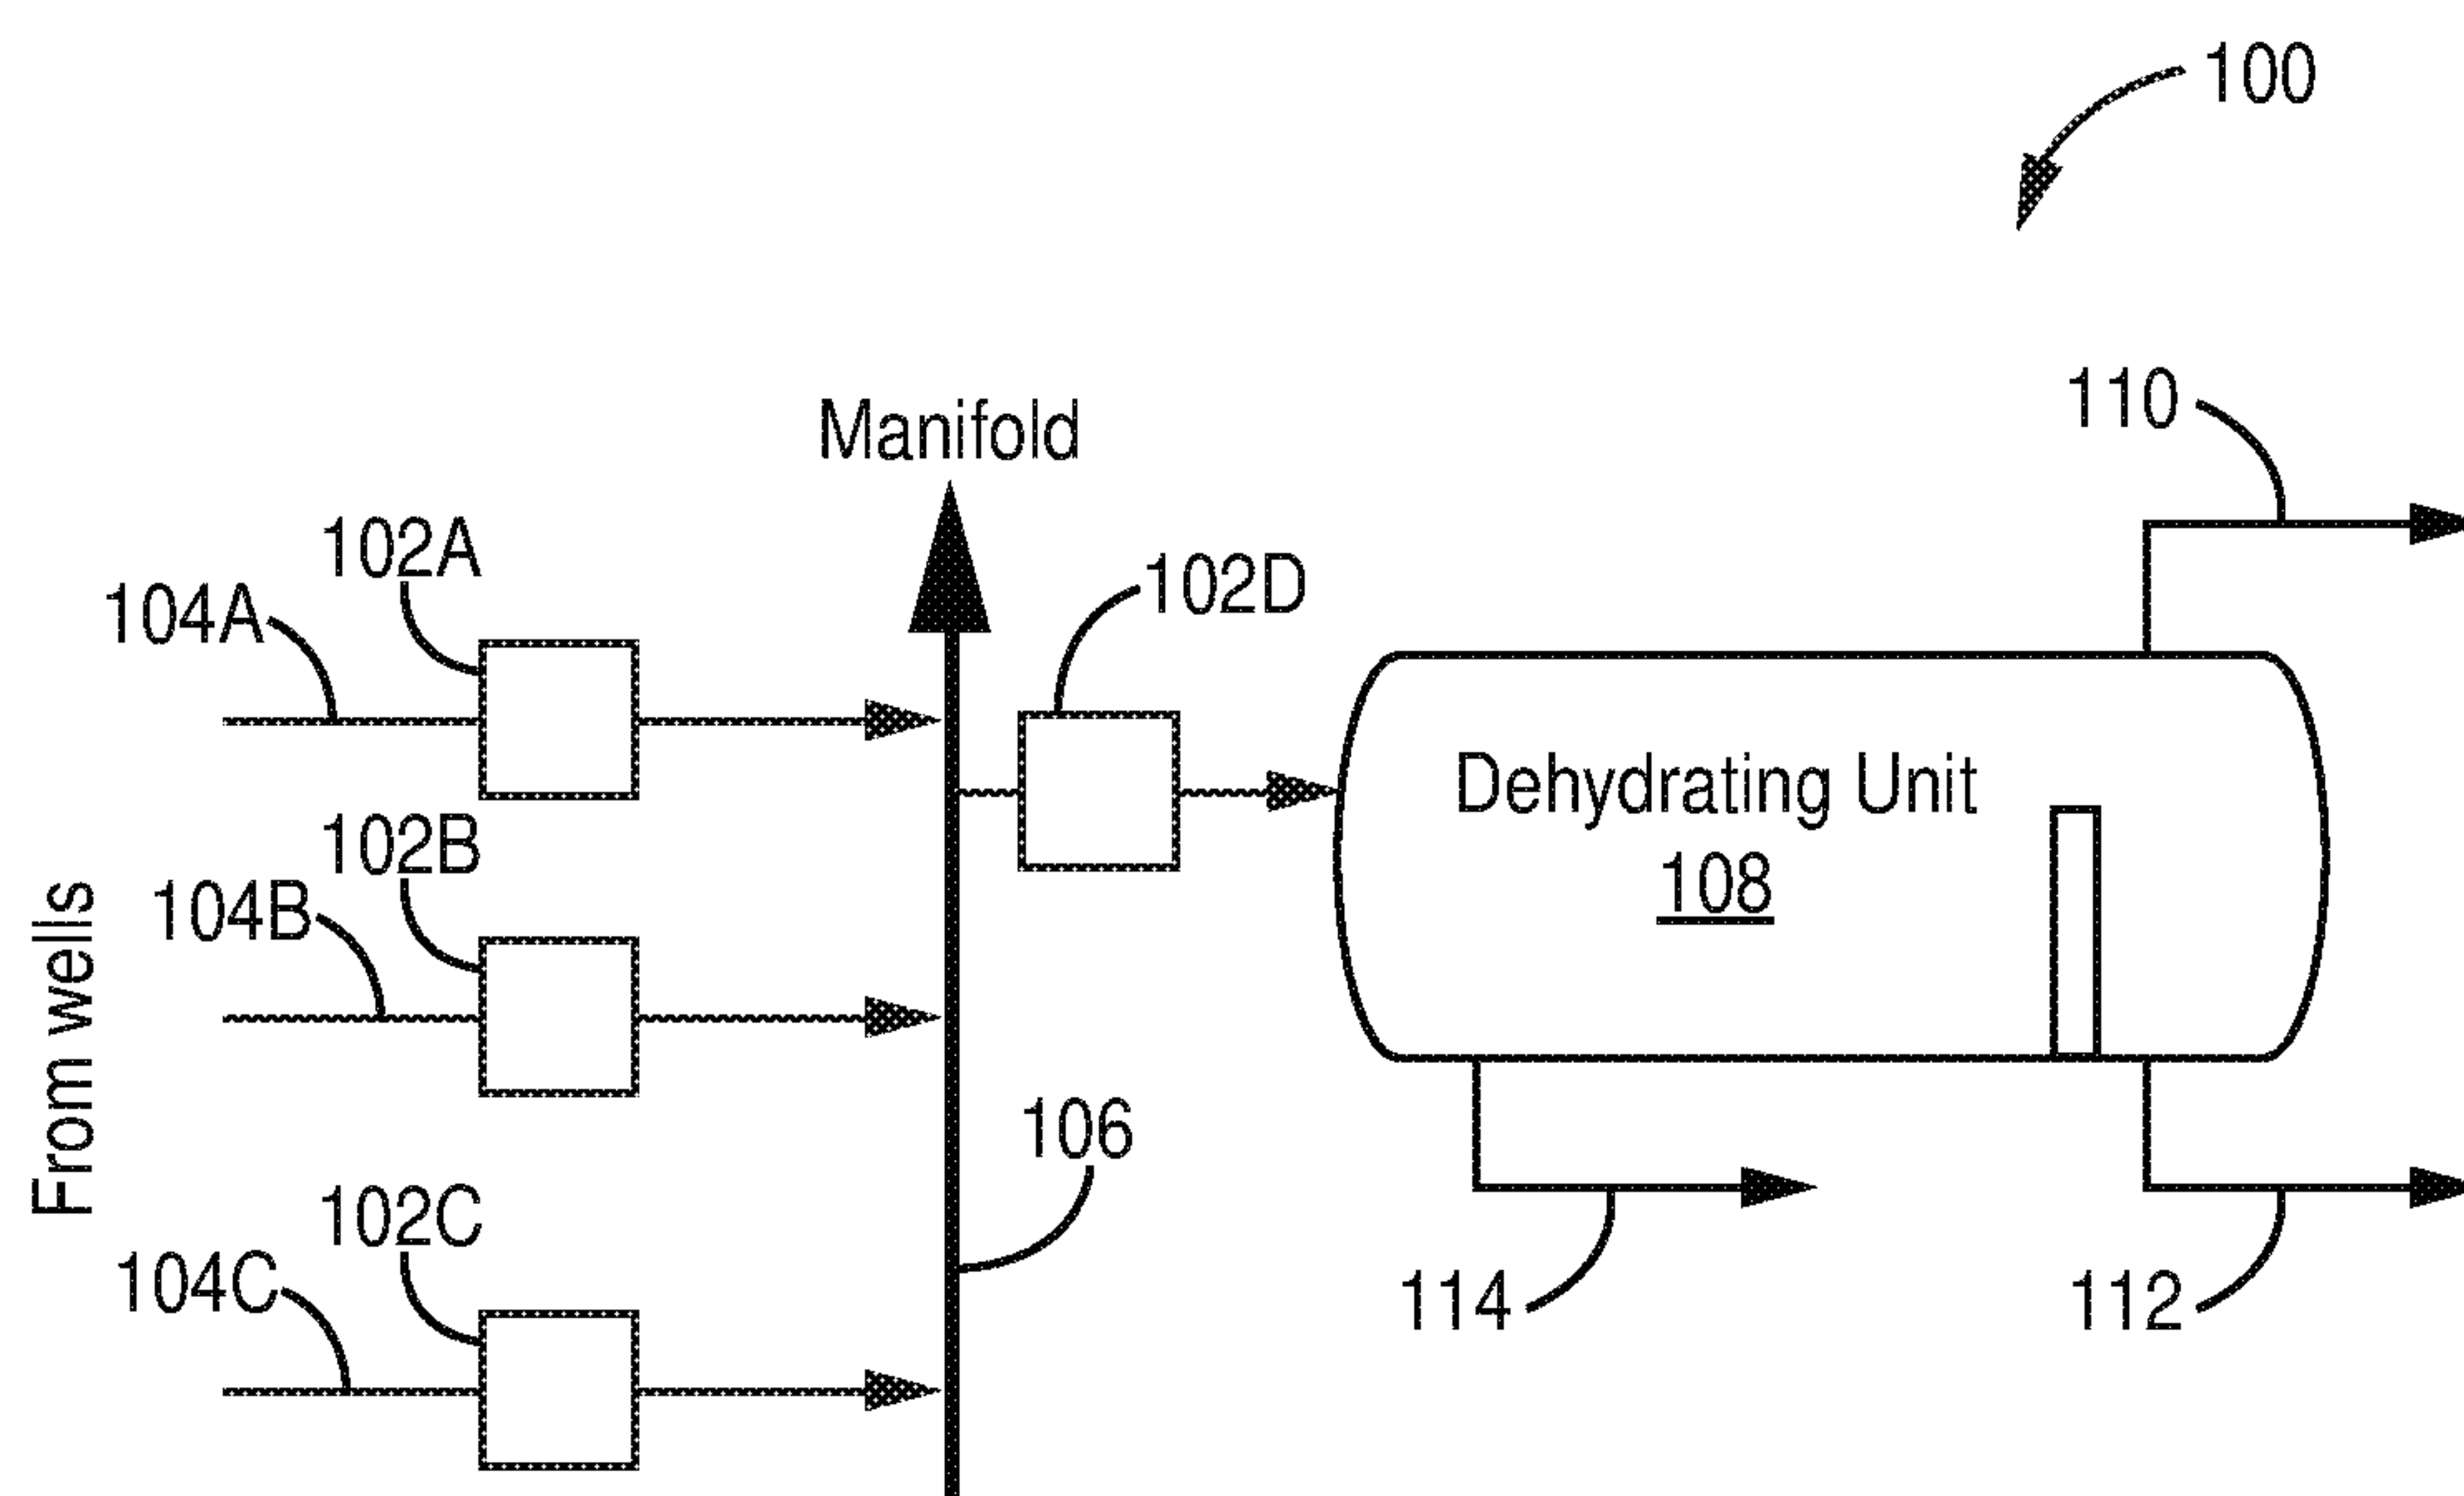 100
110
Manifold
102A
102D
104A
Dehydrating Unit
108
102B
104B
From wells
106
102C
104C
114
112